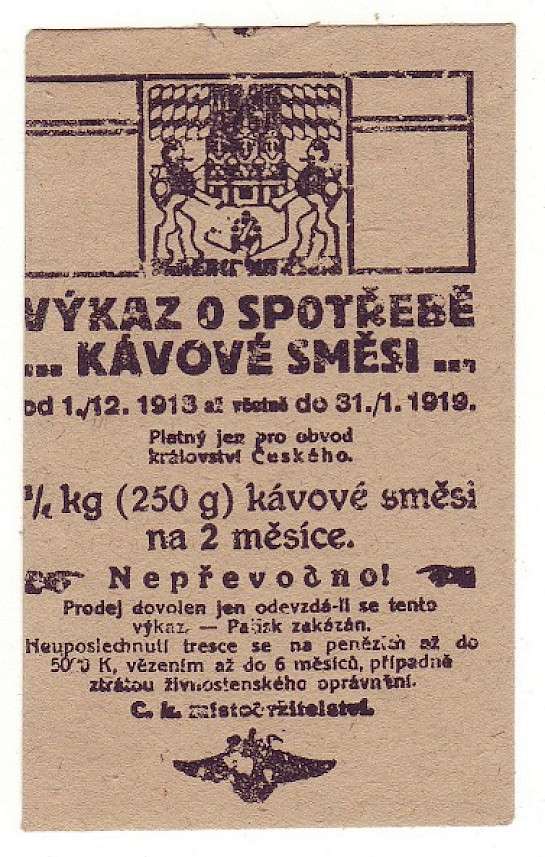 VÝKAZ O SPOTŘEBĚ
... KÁVOVÉ SMĚSI ...
od 1./12. 1918 až včetně do 31./1. 1919.
Platný jen pro obvod
království Českého.
¹/₄ kg (250 g) kávové směsi
na 2 měsíce.
Nepřevodno!
Prodej dovolen jen odevzdá-li se tento
výkaz. — Padĕlek zakázán.
Neuposlechnutí tresce se na penězích až do
5000 K, vězením až do 6 měsíců, případně
ztrátou živnostenského oprávnění.
C. k. místodržitelství.